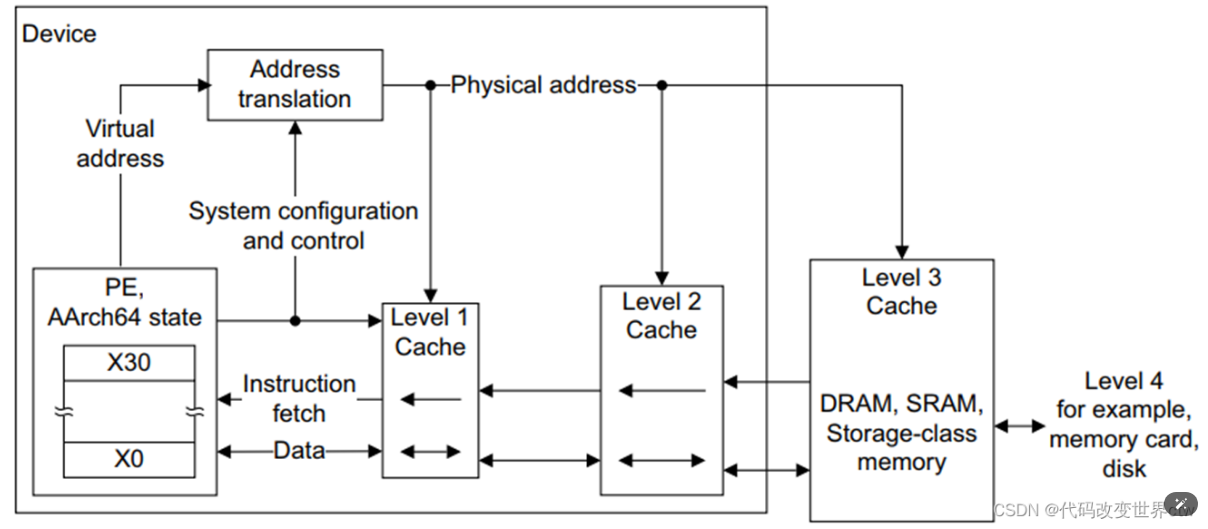 Device
Address
translation
Physical address
Virtual
address
System configuration
and control
PE,
AArch64 state
X30
X0
Instruction
fetch
Data
Level 1
Cache
Level 2
Cache
Level 3
Cache
DRAM, SRAM,
Storage-class
memory
Level 4
for example,
memory card,
disk
CSDN @代码改变世界